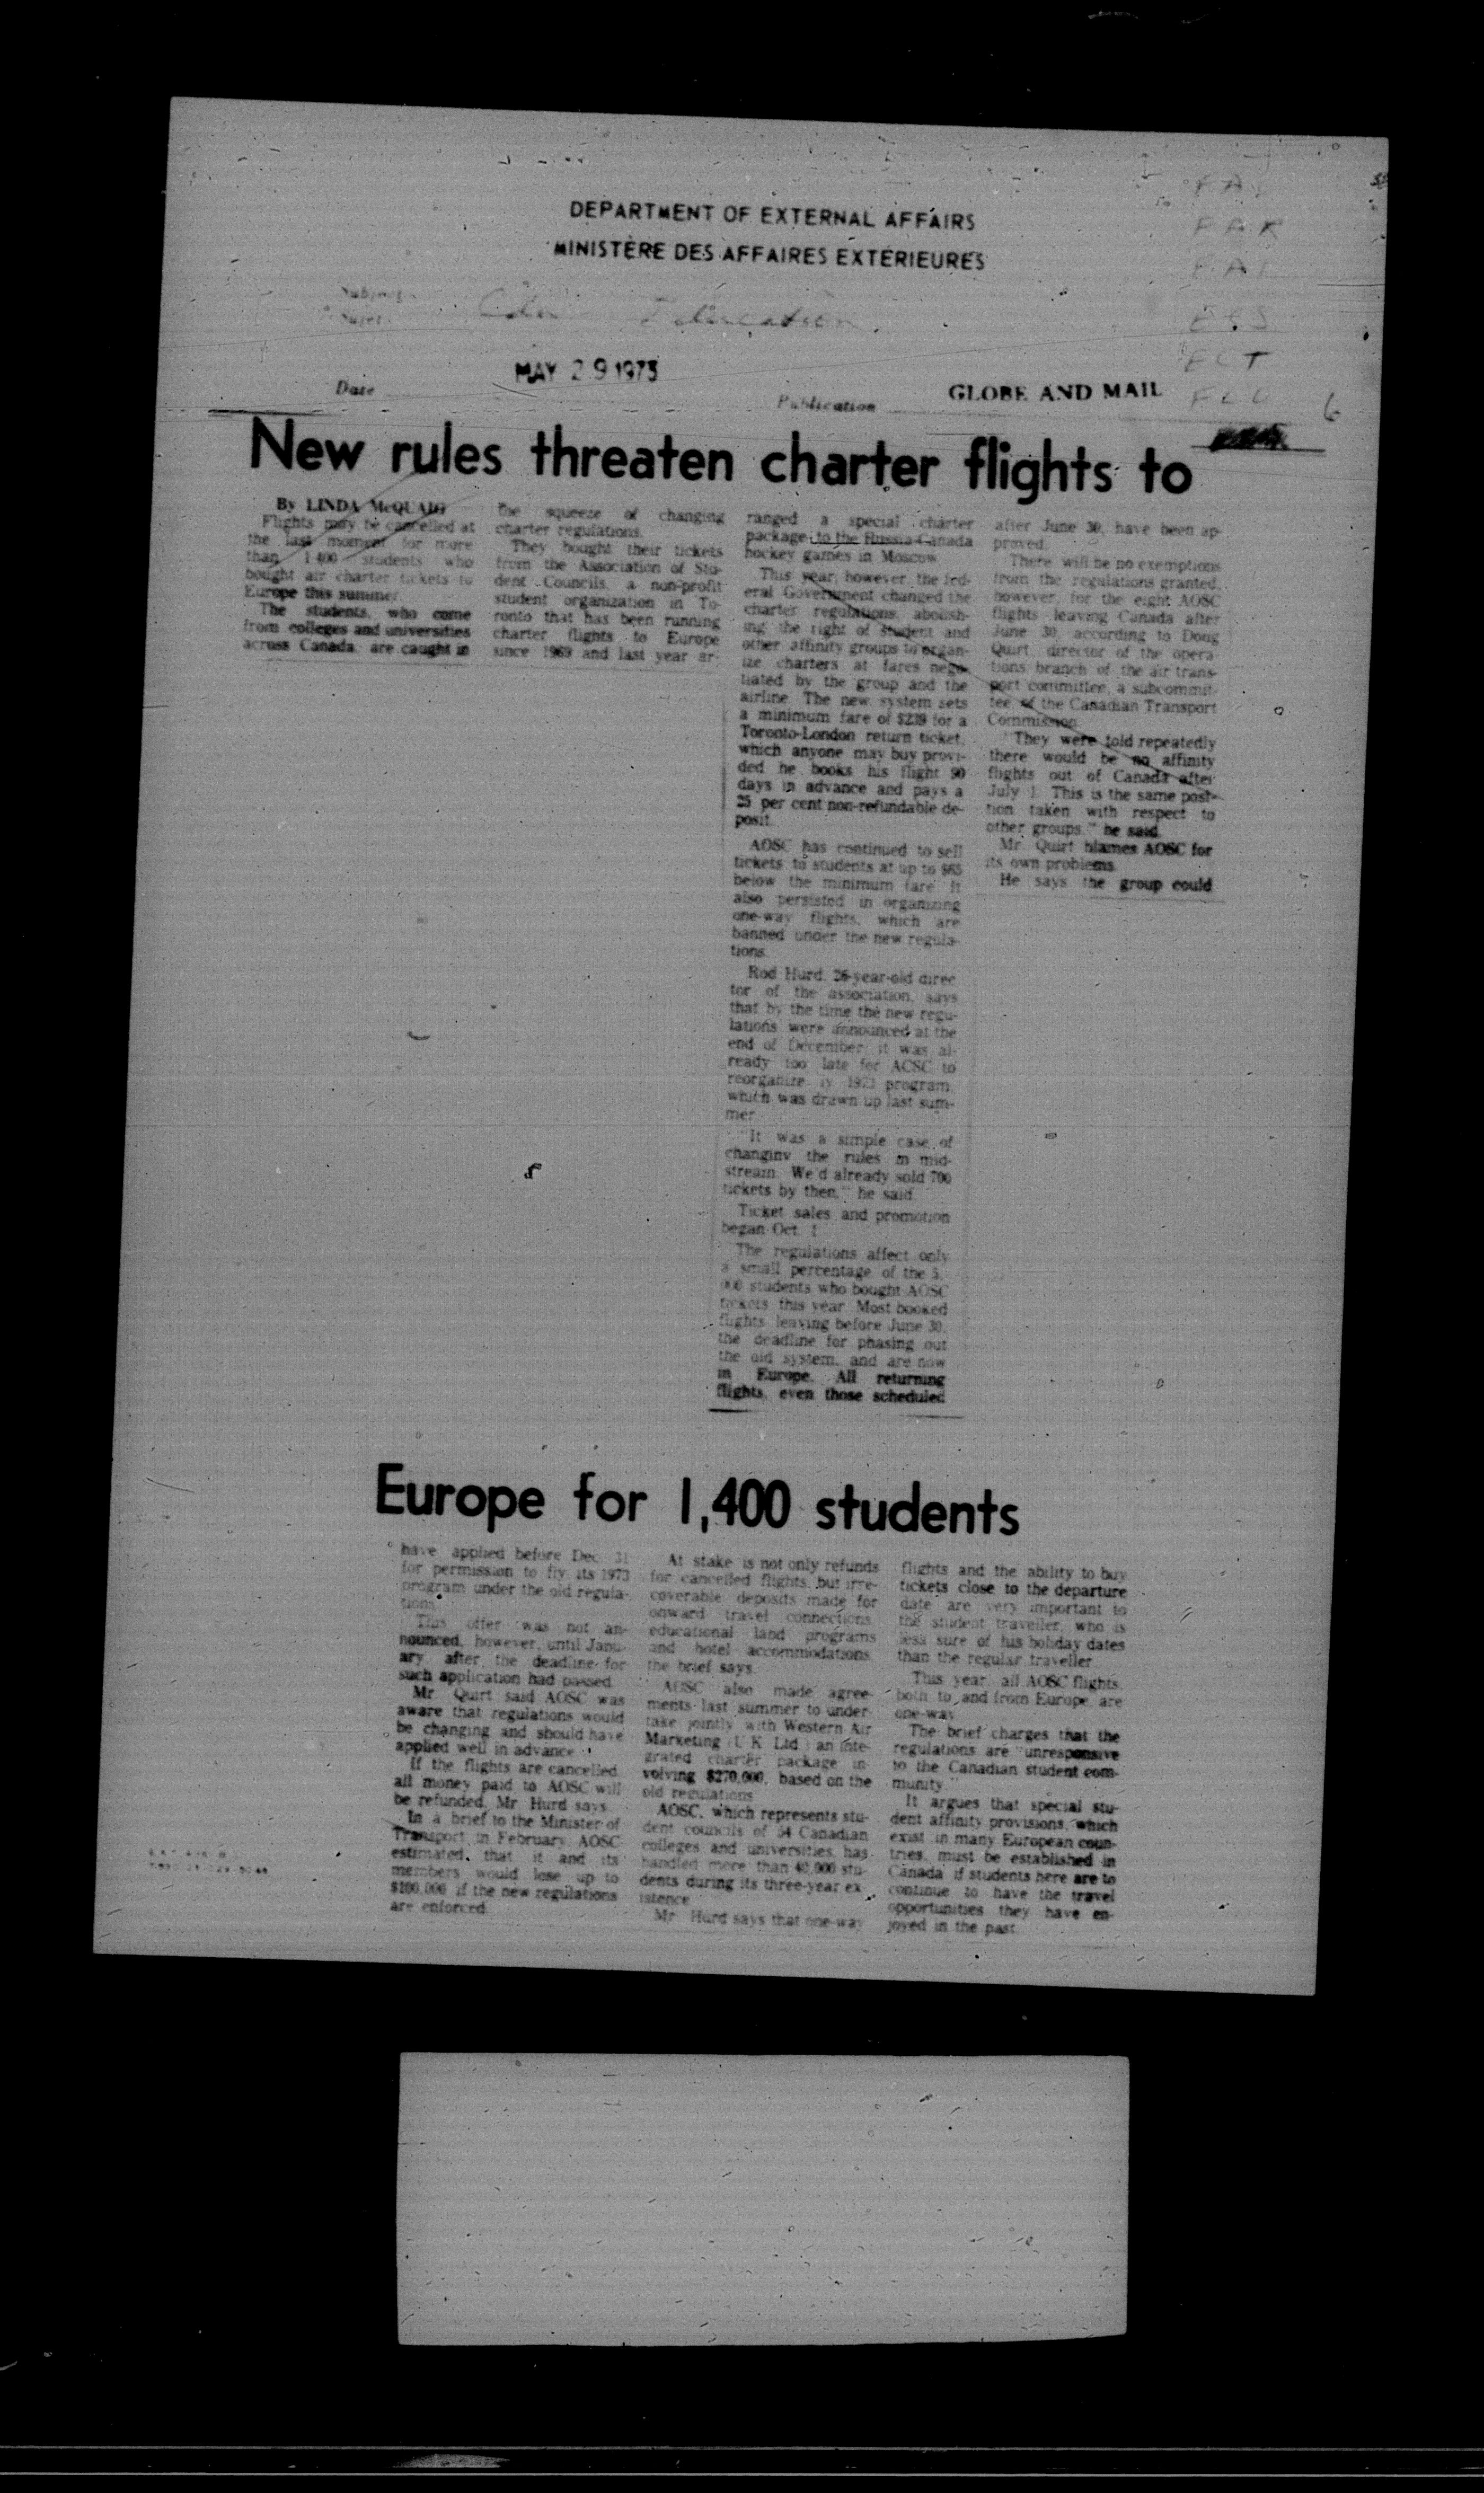 DEPARTMENT OF EXTERNAL AFFAIRS
MINISTÈRE DES AFFAIRES EXTÉRIEURES
Subject
Sujet
Education
Date
MAY 29 1973
Publication
GLOBE AND MAIL
FAR
FCT
6
New rules threaten charter flights to
By LINDA McQUAIG
Flights may be cancelled at
the last moment for more
than 1,400 students who
bought air charter tickets to
Europe this summer.
The students, who come
from colleges and universities
across Canada, are caught in
the squeeze of changing
charter regulations.
They bought their tickets
from the Association of Stu-
dent Councils, a non-profit
student organization in To-
ronto that has been running
charter flights to Europe
since 1969 and last year ar-
ranged a special charter
package to the Russia-Canada
hockey games in Moscow.
This year, however, the fed-
eral Government changed the
charter regulations, abolish-
ing the right of student and
other affinity groups to organ-
ize charters at fares nego-
tiated by the group and the
airline. The new system sets
a minimum fare of $239 for a
Toronto-London return ticket,
which anyone may buy provi-
ded he books his flight 90
days in advance and pays a
25 per cent non-refundable de-
posit.
AOSC has continued to sell
tickets to students at up to $65
below the minimum fare. It
also persisted in organizing
one-way flights, which are
banned under the new regula-
tions.
Rod Hurd, 26-year-old direc
tor of the association, says
that by the time the new regu-
lations were announced at the
end of December it was al-
ready too late for AOSC to
reorganize 1973 program,
which was drawn up last sum-
mer.
"It was a simple case of
changinv the rules in mid-
stream. We'd already sold 700
tickets by then," he said.
Ticket sales and promotion
began Oct. 1.
The regulations affect only
a small percentage of the 5,
000 students who bought AOSC
tickets this year. Most booked
flights leaving before June 30,
the deadline for phasing out
the old system, and are now
in Europe. All returning
flights, even those scheduled
after June 30, have been ap-
proved.
There will be no exemptions
from the regulations granted,
however, for the eight AOSC
flights leaving Canada after
June 30, according to Doug
Quirt, director of the opera-
tions branch of the air trans-
port committee, a subcommit-
tee of the Canadian Transport
Commission.
"They were told repeatedly
there would be no affinity
flights out of Canada after
July 1. This is the same posi-
tion taken with respect to
other groups," he said.
Mr. Quirt blames AOSC for
its own problems.
He says the group could
Europe for 1,400 students
have applied before Dec. 31
for permission to fly its 1973
program under the old regula-
tions.
This offer was not an-
nounced, however, until Janu-
ary, after the deadline for
such application had passed.
Mr. Quirt said AOSC was
aware that regulations would
be changing and should have
applied well in advance.
If the flights are cancelled,
all money paid to AOSC will
be refunded, Mr. Hurd says.
In a brief to the Minister of
Transport in February, AOSC
estimated that it and its
members would lose up to
$100,000 if the new regulations
are enforced.
At stake is not only refunds
for cancelled flights, but irre-
coverable deposits made for
onward travel connections,
educational land programs
and hotel accommodations,
the brief says.
AOSC also made agree-
ments last summer to under-
take jointly with Western Air
Marketing (U.K. Ltd.) an inte-
grated charter package in-
volving $270,000, based on the
old regulations.
AOSC, which represents stu-
dent councils of 54 Canadian
colleges and universities, has
handled more than 40,000 stu-
dents during its three-year ex-
istence.
Mr. Hurd says that one-way
flights and the ability to buy
tickets close to the departure
date are very important to
the student traveller, who is
less sure of his holiday dates
than the regular traveller.
This year, all AOSC flights,
both to and from Europe, are
one-way.
The brief charges that the
regulations are "unresponsive
to the Canadian student com-
munity."
It argues that special stu-
dent affinity provisions, which
exist in many European coun-
tries, must be established in
Canada if students here are to
continue to have the travel
opportunities they have en-
joyed in the past.